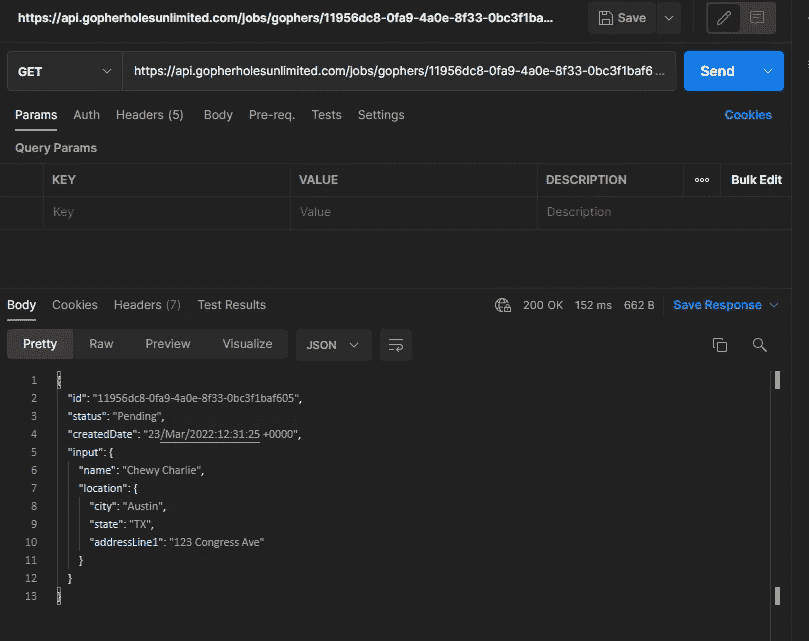 https://api.gopherholesunlimited.com/jobs/gophers/11956dc8-0fa9-4a0e-8f33-0bc3f1ba...
Save
GET
https://api.gopherholesunlimited.com/jobs/gophers/11956dc8-0fa9-4a0e-8f33-0bc3f1baf6 ...
Send
Params Auth Headers (5) Body Pre-req. Tests Settings Cookies
Query Params
KEY VALUE DESCRIPTION ooo Bulk Edit
Key Value Description
Body Cookies Headers (7) Test Results 200 OK 152 ms 662 B Save Response
Pretty Raw Preview Visualize JSON
1 {
2 "id": "11956dc8-0fa9-4a0e-8f33-0bc3f1baf605",
3 "status": "Pending",
4 "createdDate": "23/Mar/2022:12:31:25 +0000",
5 "input": {
6 "name": "Chewy Charlie",
7 "location": {
8 "city": "Austin",
9 "state": "TX",
10 "addressLine1": "123 Congress Ave"
11 }
12 }
13 }